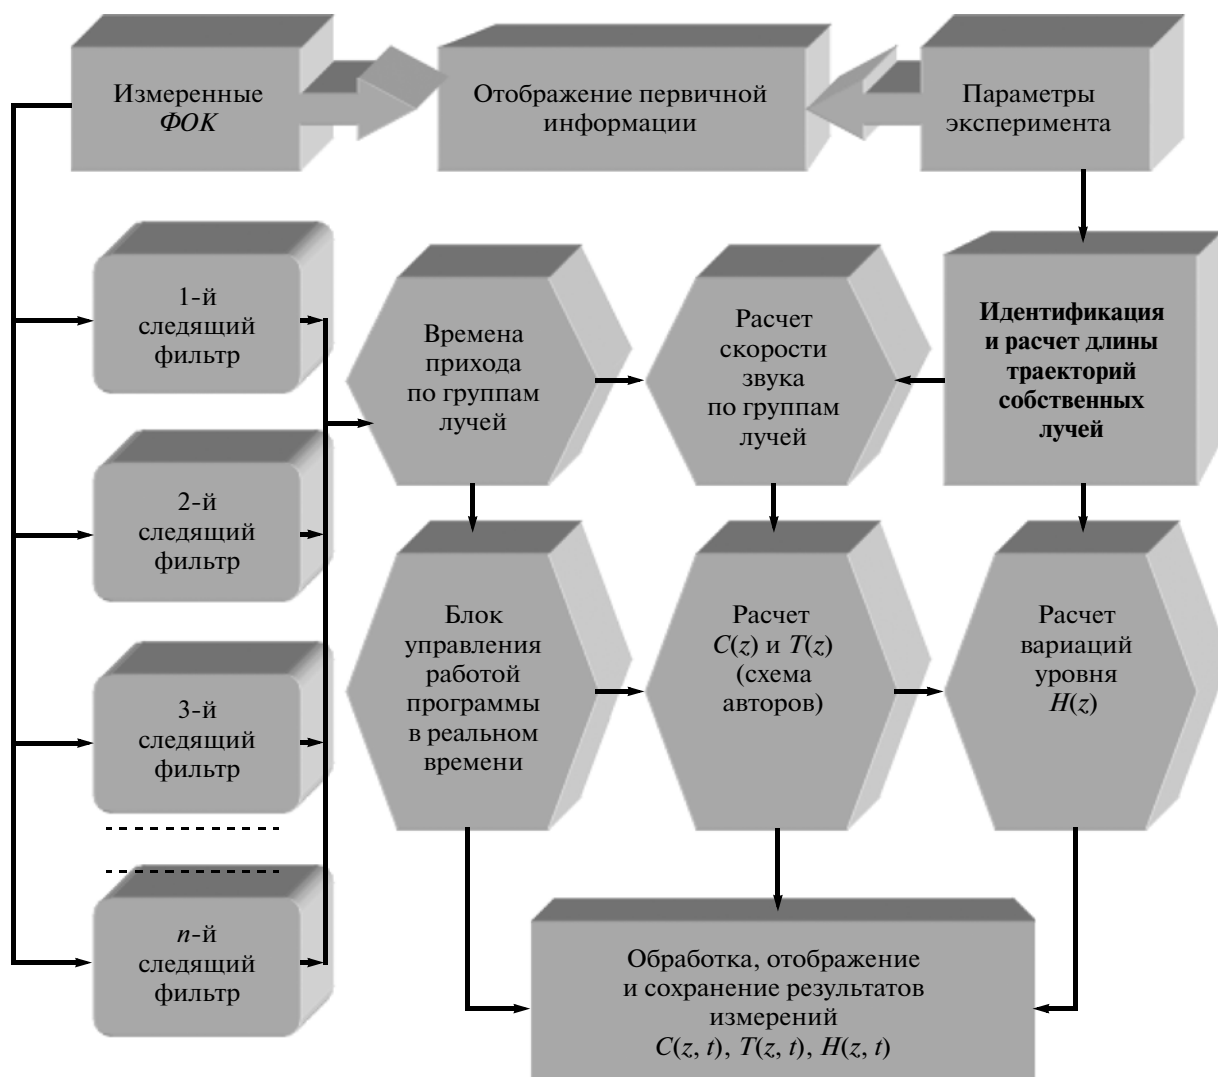 Измеренные
ФОК
Отображение первичной
информации
Параметры
эксперимента
1-й
следящий
фильтр
Времена
прихода
по группам
лучей
Расчет
скорости
звука
по группам
лучей
Идентификация
и расчет длины
траекторий
собственных
лучей
2-й
следящий
фильтр
3-й
следящий
фильтр
Блок
управления
работой
программы
в реальном
времени
Расчет
C(z) и T(z)
(схема
авторов)
Расчет
вариаций
уровня
H(z)
n-й
следящий
фильтр
Обработка, отображение
и сохранение результатов
измерений
C(z, t), T(z, t), H(z, t)